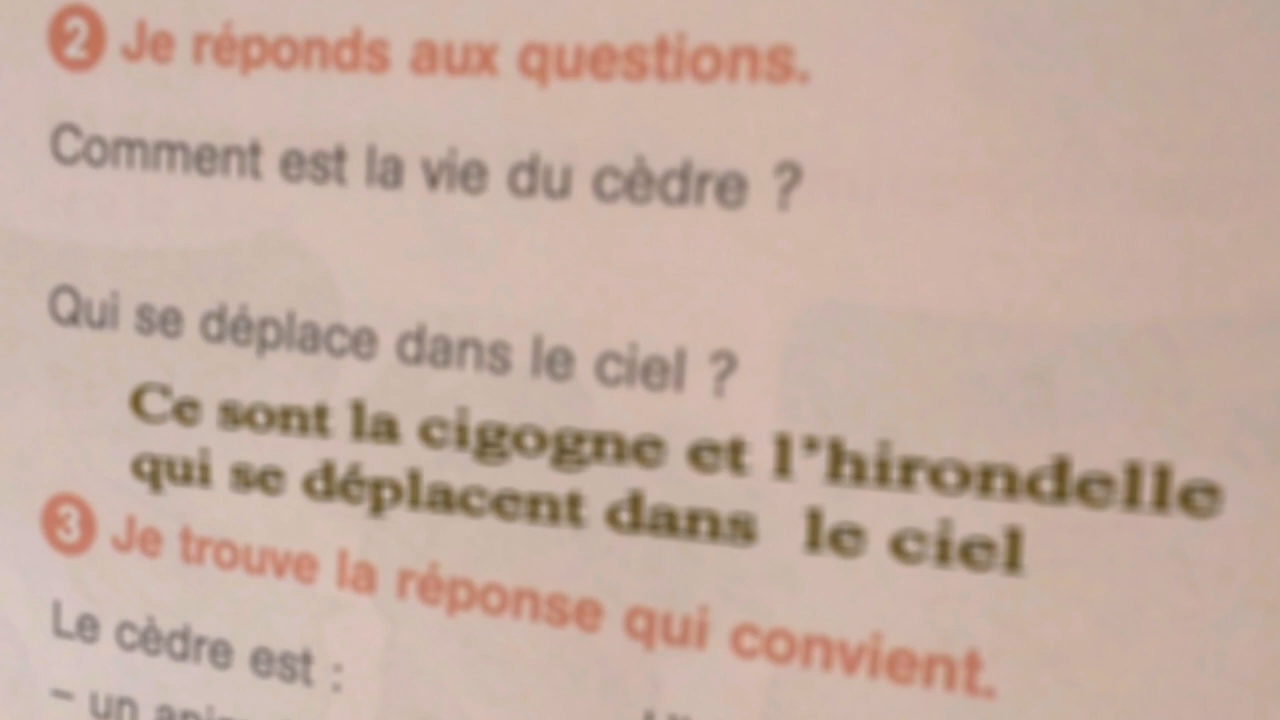 2 Je réponds aux questions.
Comment est la vie du cèdre ?
Qui se déplace dans le ciel ?
Ce sont la cigogne et l'hirondelle
qui se déplacent dans le ciel
3 Je trouve la réponse qui convient.
Le cèdre est :
– un